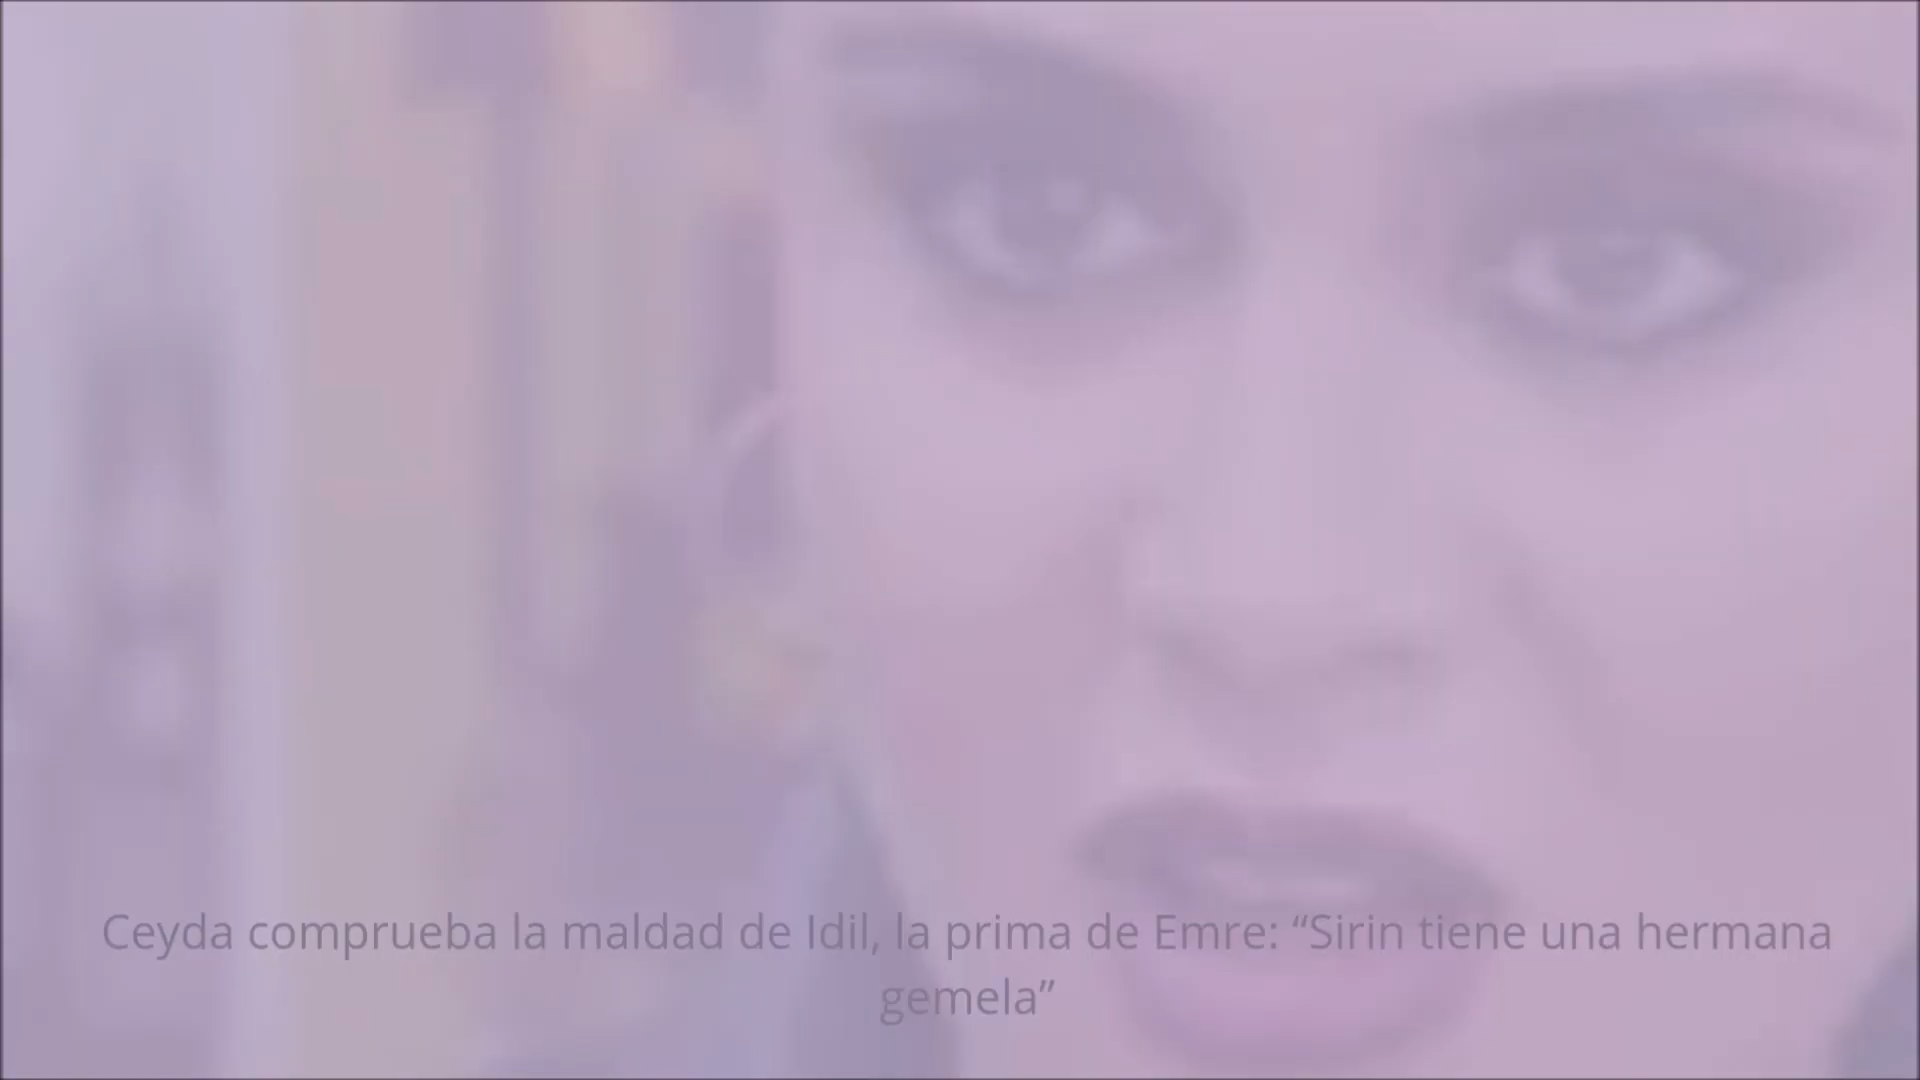 Ceyda comprueba la maldad de Idil, la prima de Emre: “Sirin tiene una hermana
gemela”